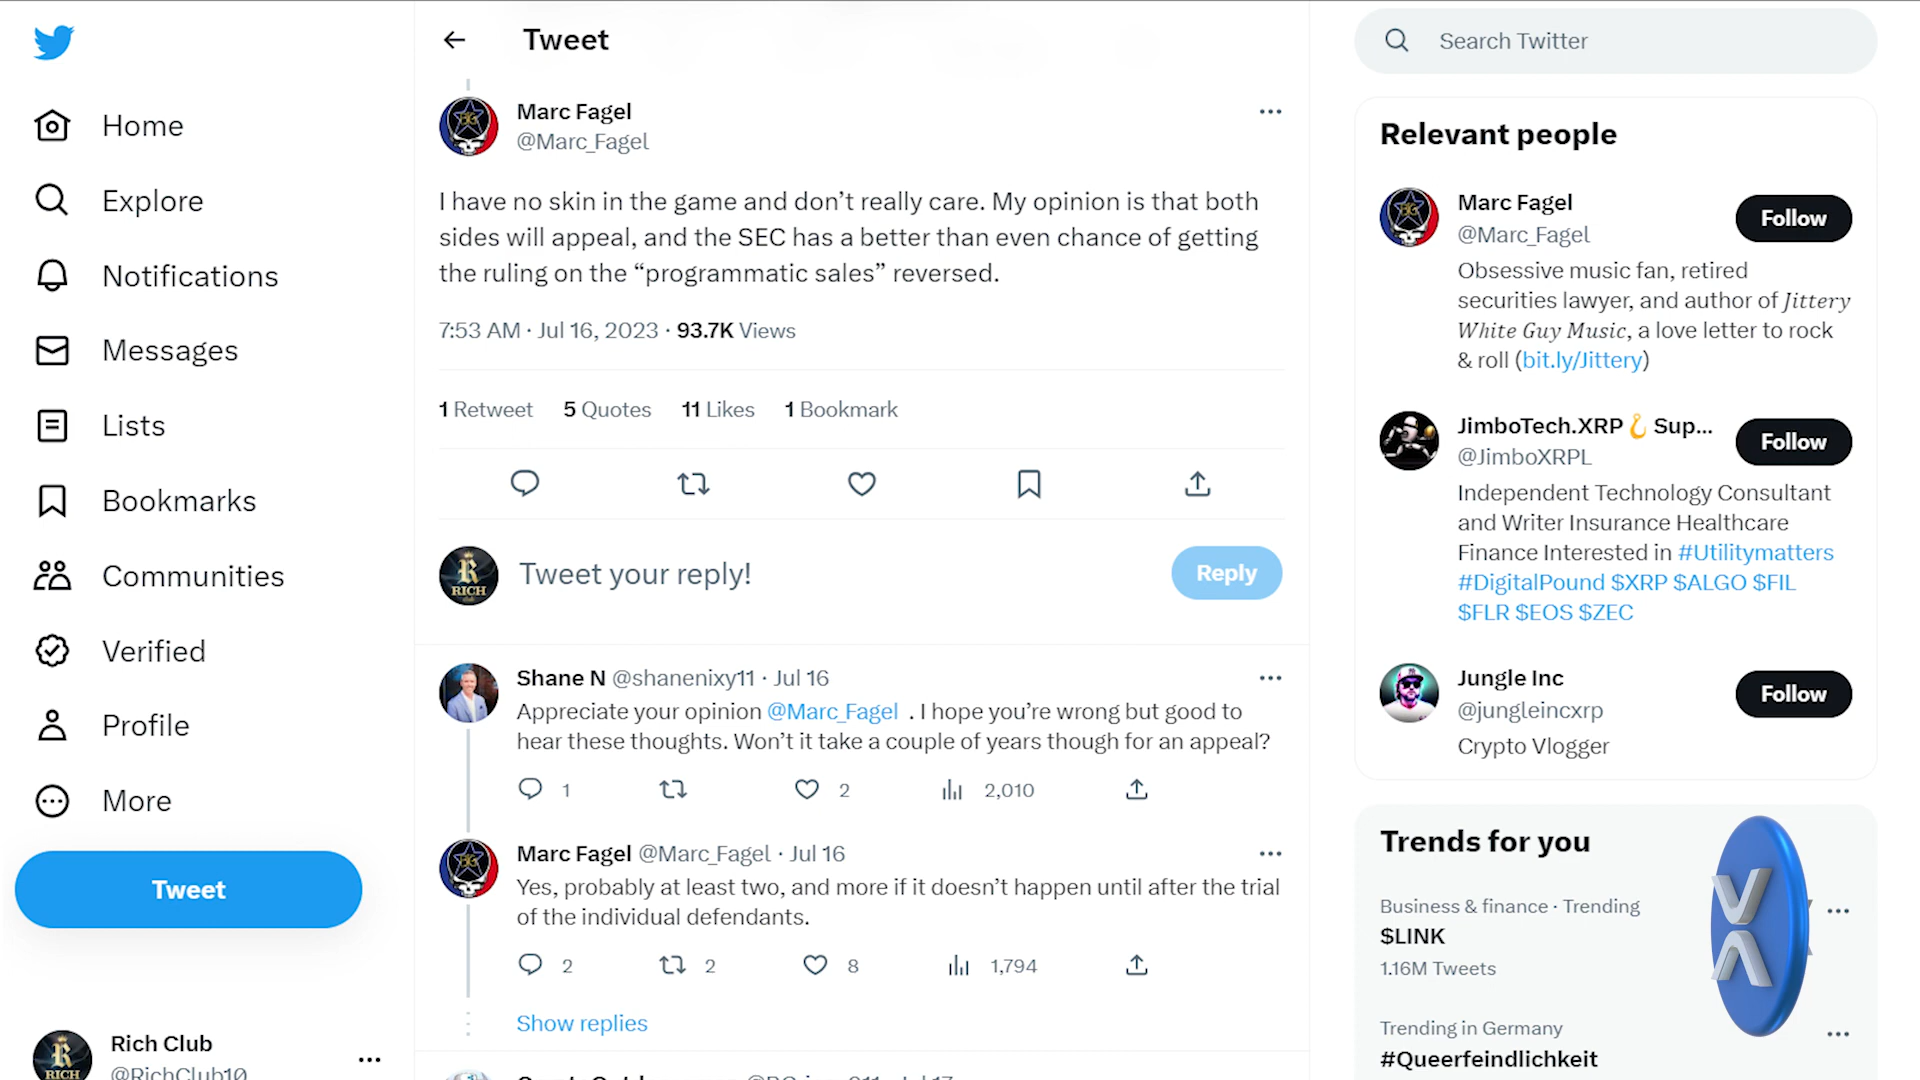 Home
Explore
Notifications
Messages
Lists
Bookmarks
Communities
Verified
Profile
More
Tweet
Rich Club
@RichClub10
Tweet
Marc Fagel
@Marc_Fagel
I have no skin in the game and don’t really care. My opinion is that both
sides will appeal, and the SEC has a better than even chance of getting
the ruling on the “programmatic sales” reversed.
7:53 AM · Jul 16, 2023 · 93.7K Views
1 Retweet 5 Quotes 11 Likes 1 Bookmark
RICH
Tweet your reply!
Reply
Shane N @shanenixy11 · Jul 16
Appreciate your opinion @Marc_Fagel . I hope you’re wrong but good to
hear these thoughts. Won’t it take a couple of years though for an appeal?
1 2 2,010
Marc Fagel @Marc_Fagel · Jul 16
Yes, probably at least two, and more if it doesn’t happen until after the trial
of the individual defendants.
2 2 8 1,794
Show replies
Search Twitter
Relevant people
Marc Fagel
@Marc_Fagel
Follow
Obsessive music fan, retired
securities lawyer, and author of Jittery
White Guy Music, a love letter to rock
& roll (bit.ly/Jittery)
JimboTech.XRP🪝 Sup...
@JimboXRPL
Follow
Independent Technology Consultant
and Writer Insurance Healthcare
Finance Interested in #Utilitymatters
#DigitalPound $XRP $ALGO $FIL
$FLR $EOS $ZEC
Jungle Inc
@jungleincxrp
Follow
Crypto Vlogger
Trends for you
Business & finance · Trending
$LINK
1.16M Tweets
Trending in Germany
#Queerfeindlichkeit